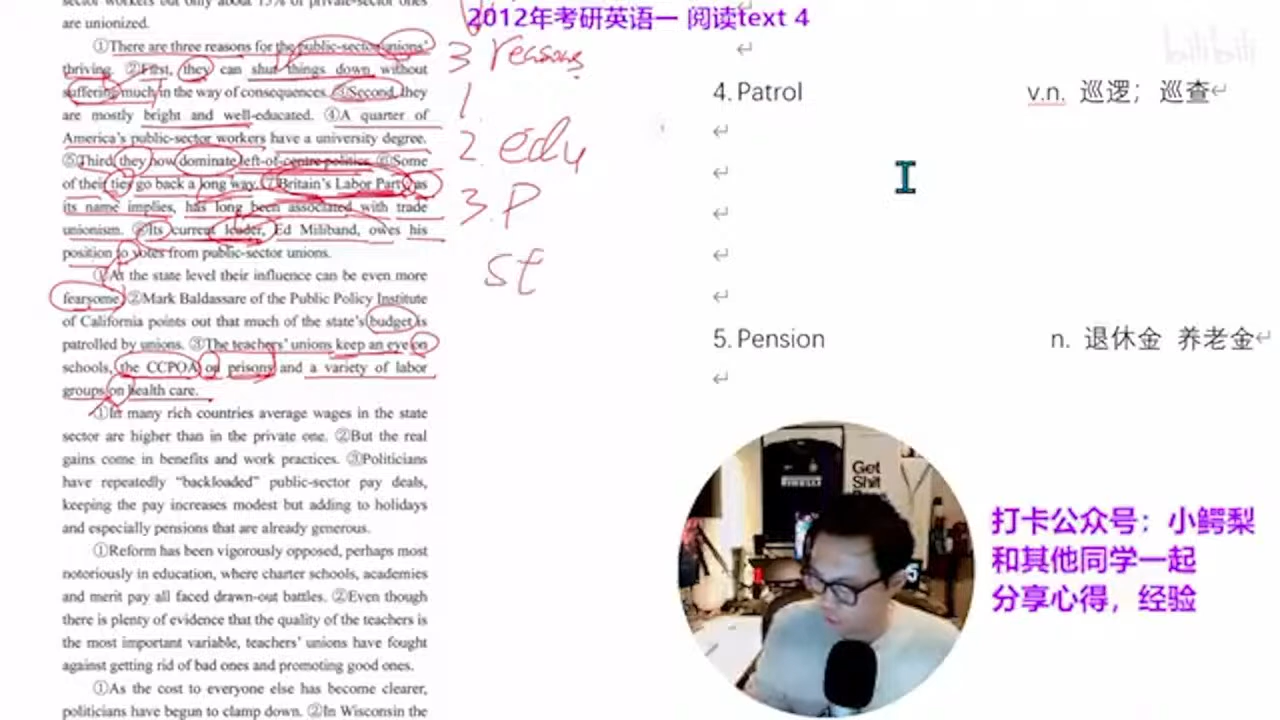 sector workers but only about 15% of private-sector ones
are unionized.
①There are three reasons for the public-sector unions'
thriving. ②First, they can shut things down without
suffering much in the way of consequences. ③Second, they
are mostly bright and well-educated. ④A quarter of
America's public-sector workers have a university degree.
⑤Third, they now dominate left-of-centre politics. ⑥Some
of their ties go back a long way. ⑦Britain's Labor Party, as
its name implies, has long been associated with trade
unionism. ⑧Its current leader, Ed Miliband, owes his
position to votes from public-sector unions.
①At the state level their influence can be even more
fearsome. ②Mark Baldassare of the Public Policy Institute
of California points out that much of the state's budget is
patrolled by unions. ③The teachers' unions keep an eye on
schools, the CCPOA on prisons and a variety of labor
groups on health care.
①In many rich countries average wages in the state
sector are higher than in the private one. ②But the real
gains come in benefits and work practices. ③Politicians
have repeatedly “backloaded” public-sector pay deals,
keeping the pay increases modest but adding to holidays
and especially pensions that are already generous.
①Reform has been vigorously opposed, perhaps most
notoriously in education, where charter schools, academies
and merit pay all faced drawn-out battles. ②Even though
there is plenty of evidence that the quality of the teachers is
the most important variable, teachers' unions have fought
against getting rid of bad ones and promoting good ones.
①As the cost to everyone else has become clearer,
politicians have begun to clamp down. ②In Wisconsin the
2012年考研英语一 阅读text 4
3 reasons
1.
2. edu
3. P
st
bilibili
4. Patrol v.n. 巡逻；巡查
5. Pension n. 退休金 养老金
PIRELLI
Get
Shit
打卡公众号：小鳄梨
和其他同学一起
分享心得，经验